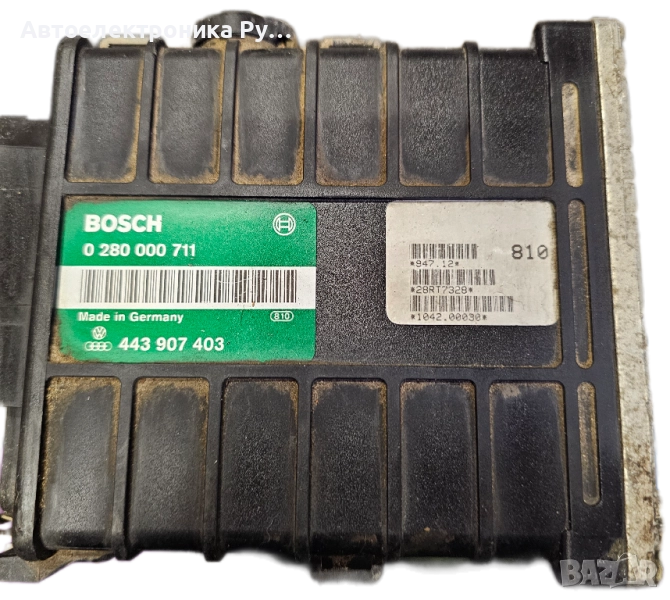 Автоелектроника Ру...
BOSCH
0 280 000 711
Made in Germany
810
443 907 403
810
*947.12*
*28RT7328*
*1042.00030*
BAZAR